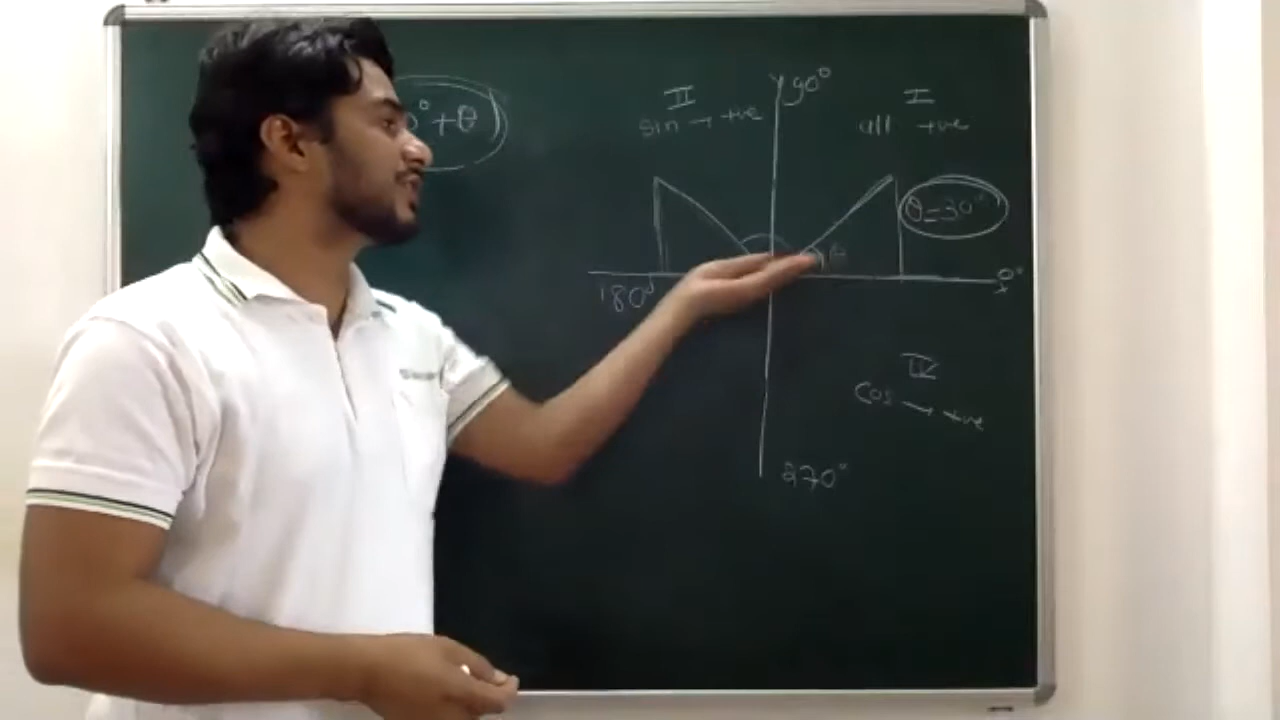 ° + θ
90°
II
sin → +ve
I
all +ve
θ = 30°
θ
180°
0°
IV
cos → +ve
270°